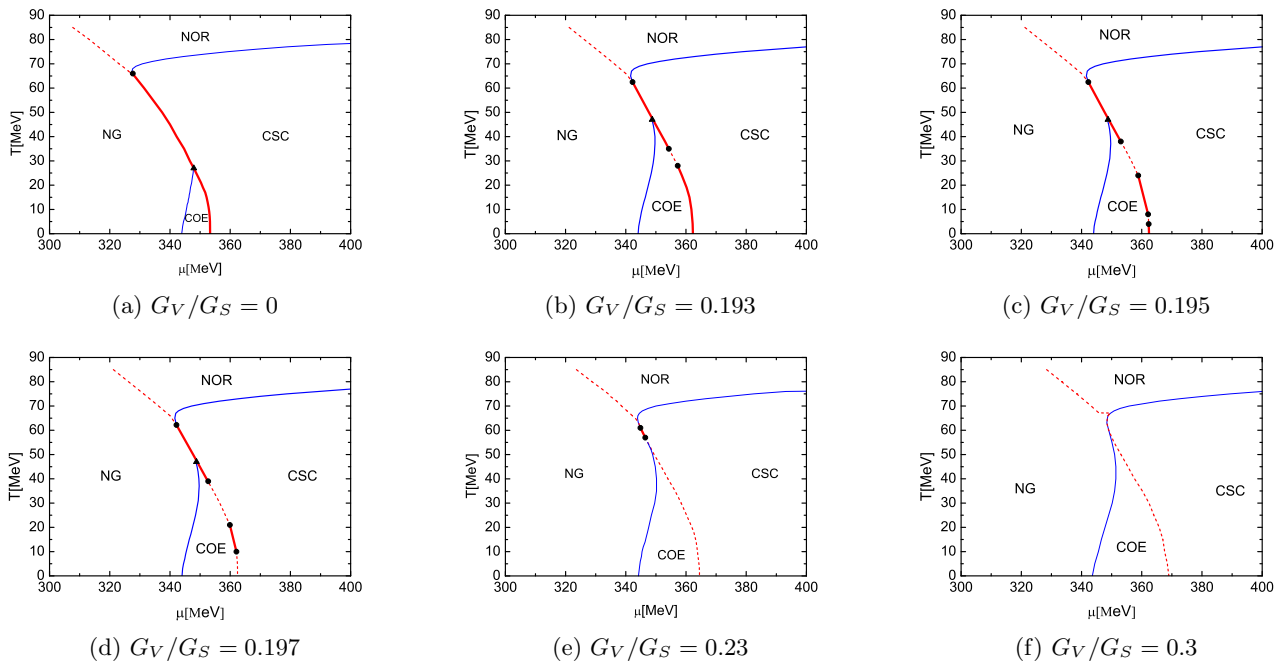 90
80
70
60
50
40
30
20
10
0
T[MeV]
NOR
NG
CSC
COE
300 320 340 360 380 400
μ[MeV]
(a) G_V/G_S = 0
90
80
70
60
50
40
30
20
10
0
T[MeV]
NOR
NG
CSC
COE
300 320 340 360 380 400
μ[MeV]
(b) G_V/G_S = 0.193
90
80
70
60
50
40
30
20
10
0
T[MeV]
NOR
NG
CSC
COE
300 320 340 360 380 400
μ[MeV]
(c) G_V/G_S = 0.195
90
80
70
60
50
40
30
20
10
0
T[MeV]
NOR
NG
CSC
COE
300 320 340 360 380 400
μ[MeV]
(d) G_V/G_S = 0.197
90
80
70
60
50
40
30
20
10
0
T[MeV]
NOR
NG
CSC
COE
300 320 340 360 380 400
μ[MeV]
(e) G_V/G_S = 0.23
90
80
70
60
50
40
30
20
10
0
T[MeV]
NOR
NG
CSC
COE
300 320 340 360 380 400
μ[MeV]
(f) G_V/G_S = 0.3